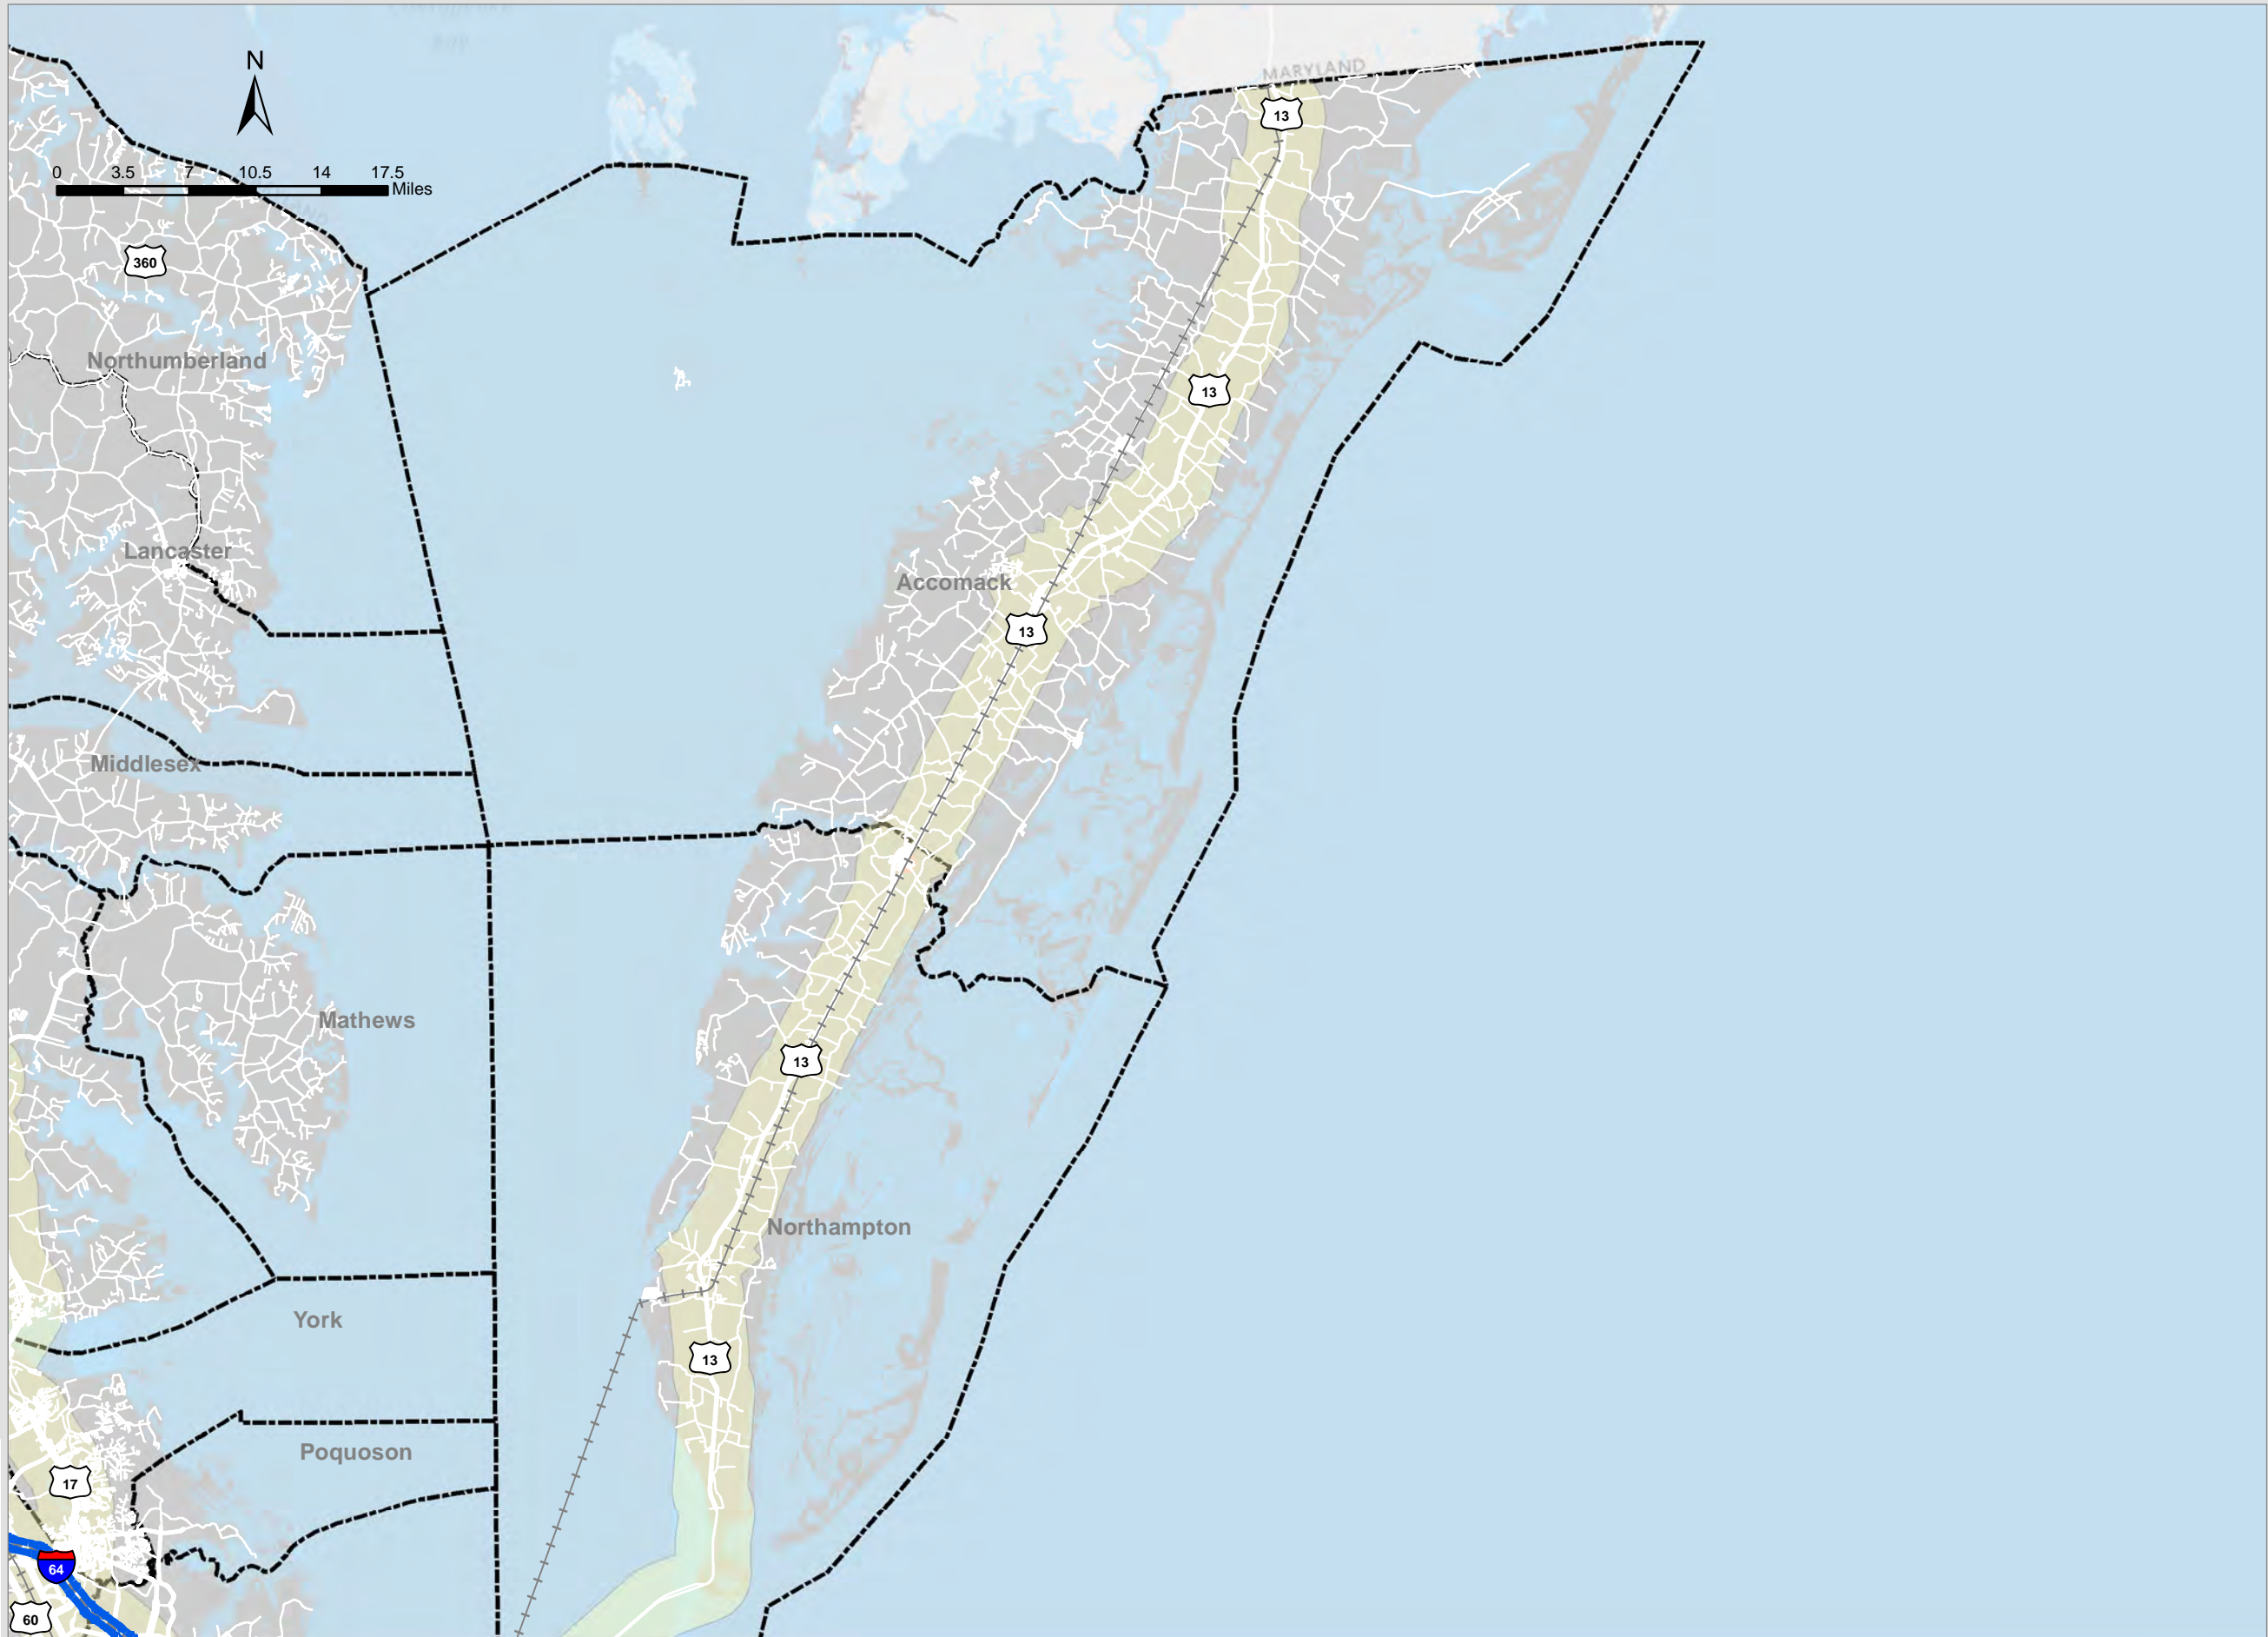 N
MARYLAND
13
0 3.5 7 10.5 14 17.5
Miles
360
Northumberland
13
Lancaster
Accomack
13
Middlesex
Mathews
13
Northampton
York
13
Poquoson
17
64
60